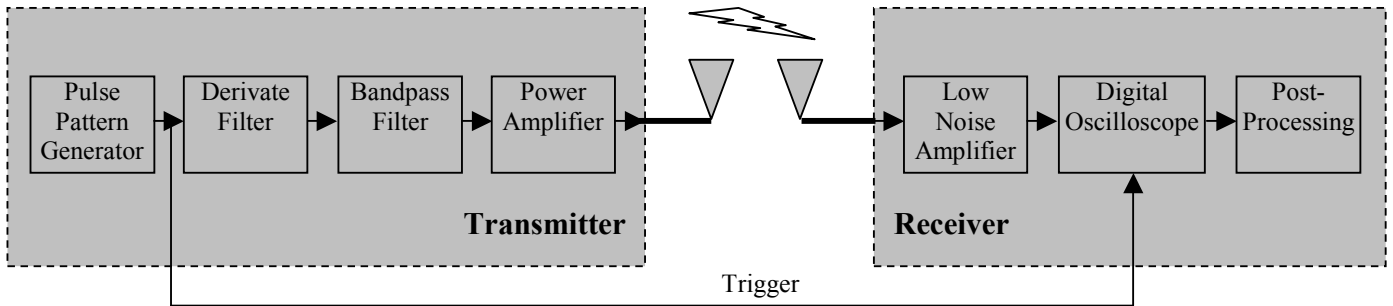 Pulse
Pattern
Generator
Derivate
Filter
Bandpass
Filter
Power
Amplifier
Low
Noise
Amplifier
Digital
Oscilloscope
Post-
Processing
Transmitter
Receiver
Trigger